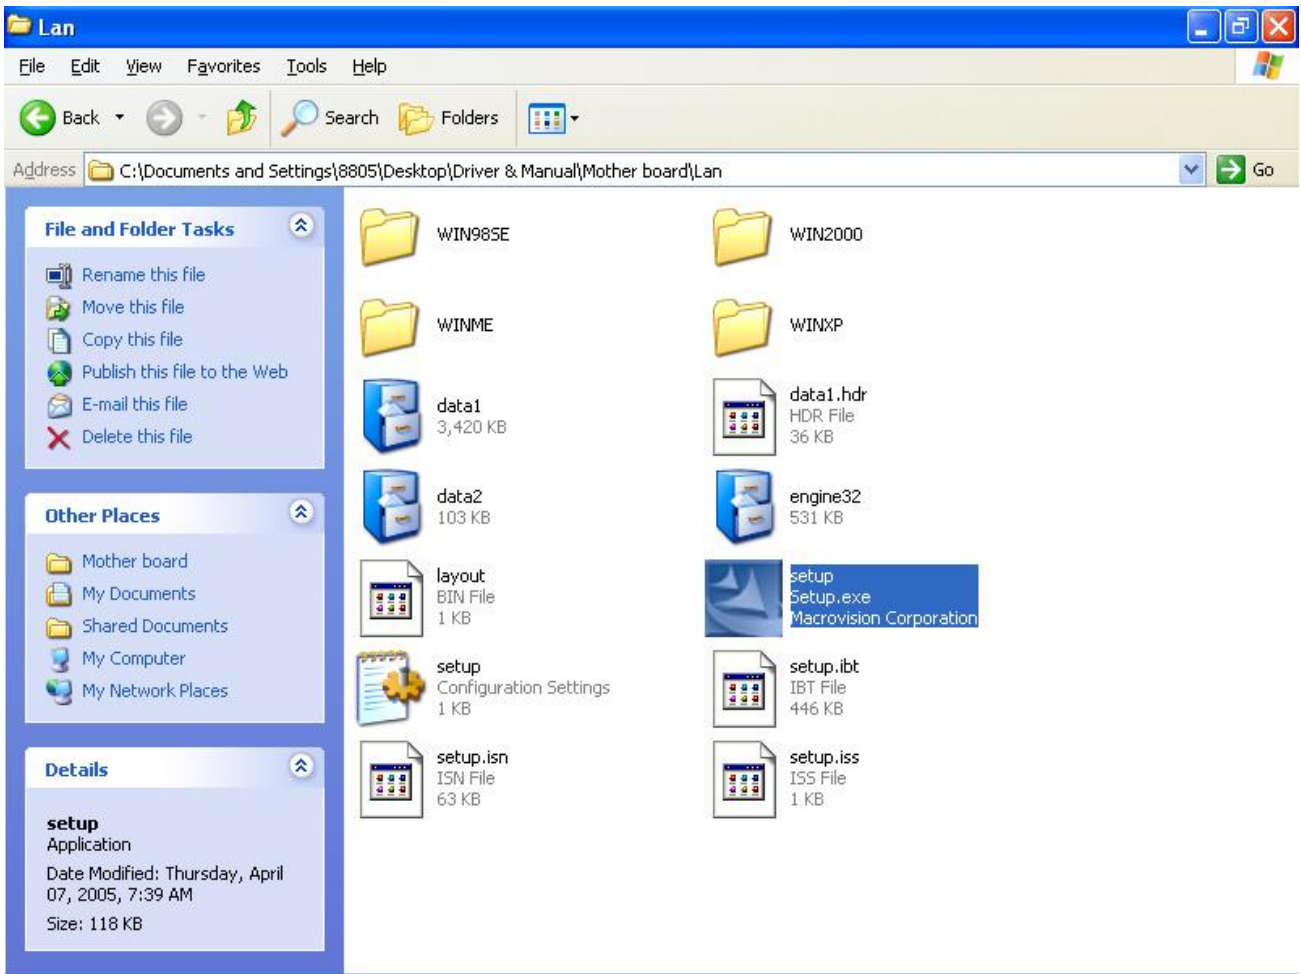 Lan
File Edit View Favorites Tools Help
Back Search Folders
Address C:\Documents and Settings\8805\Desktop\Driver & Manual\Mother board\Lan Go
File and Folder Tasks
Rename this file
Move this file
Copy this file
Publish this file to the Web
E-mail this file
Delete this file
Other Places
Mother board
My Documents
Shared Documents
My Computer
My Network Places
Details
setup
Application
Date Modified: Thursday, April
07, 2005, 7:39 AM
Size: 118 KB
WIN98SE
WIN2000
WINME
WINXP
data1
3,420 KB
data1.hdr
HDR File
36 KB
data2
103 KB
engine32
531 KB
layout
BIN File
1 KB
setup
Setup.exe
Macrovision Corporation
setup
Configuration Settings
1 KB
setup.ibt
IBT File
446 KB
setup.isn
ISN File
63 KB
setup.iss
ISS File
1 KB